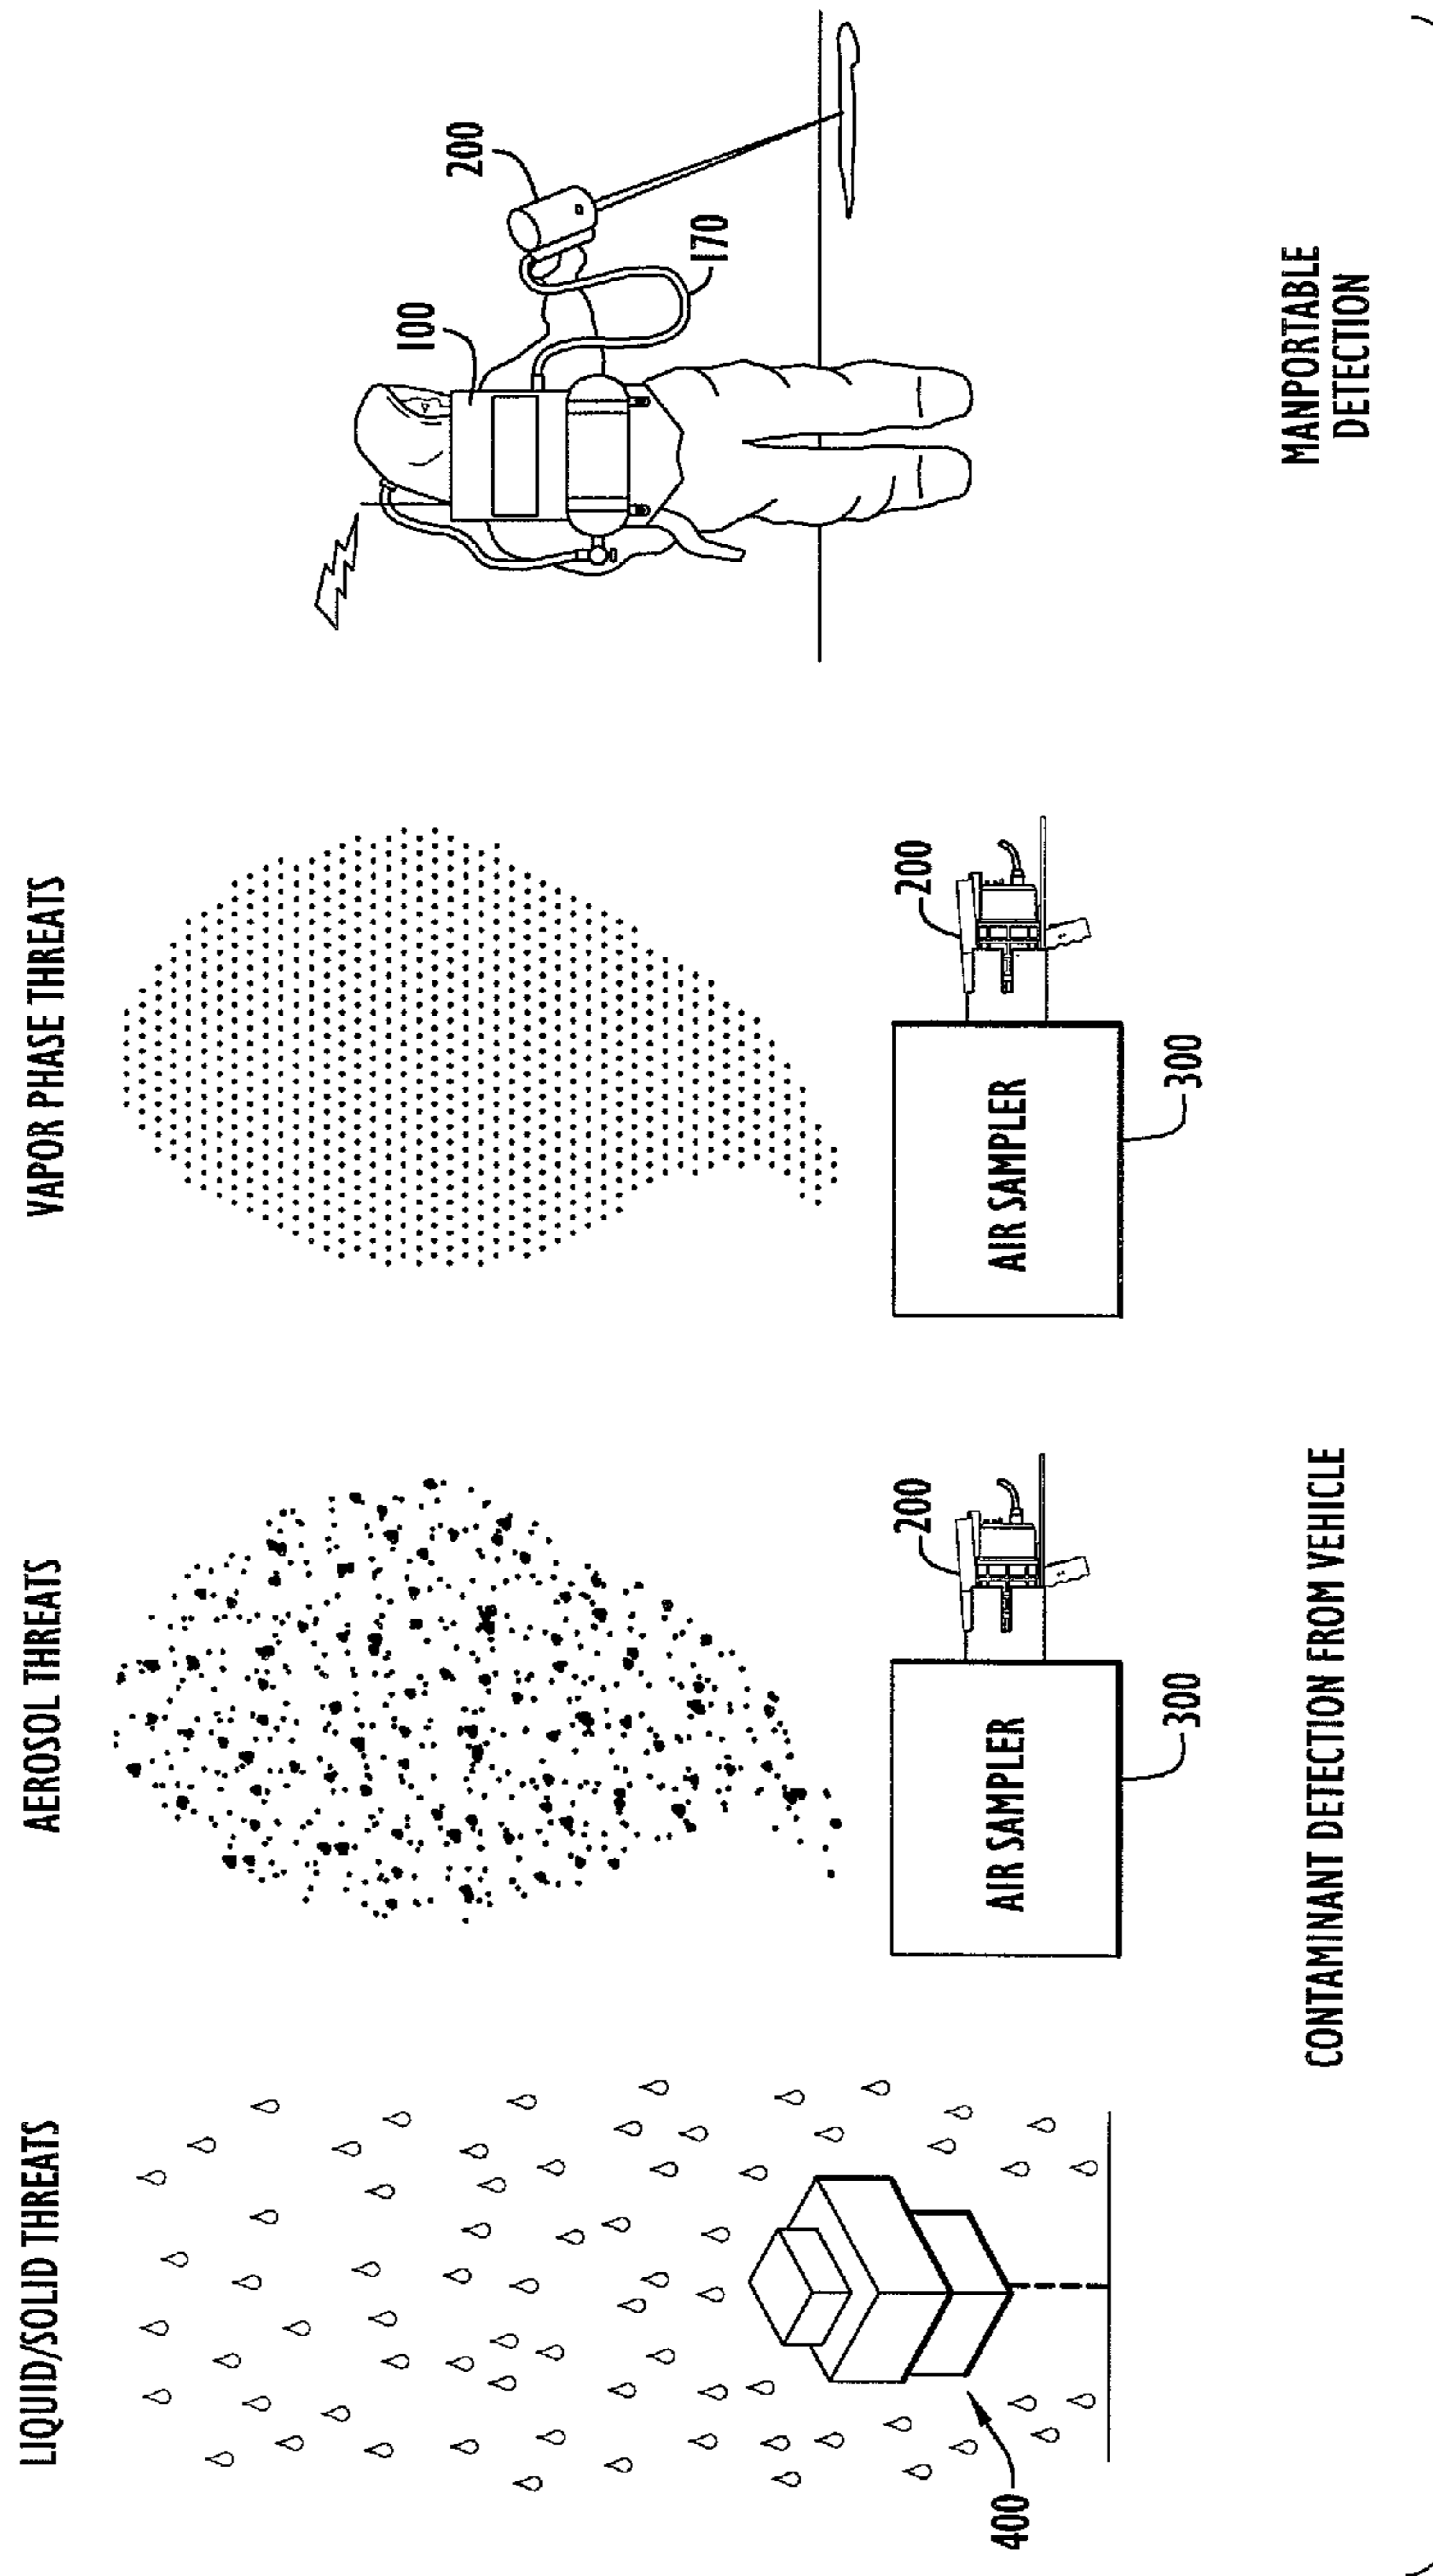 LIQUID/SOLID THREATS
AEROSOL THREATS
VAPOR PHASE THREATS
100
200
170
200
200
AIR SAMPLER
AIR SAMPLER
300
300
400
CONTAMINANT DETECTION FROM VEHICLE
MANPORTABLE
DETECTION